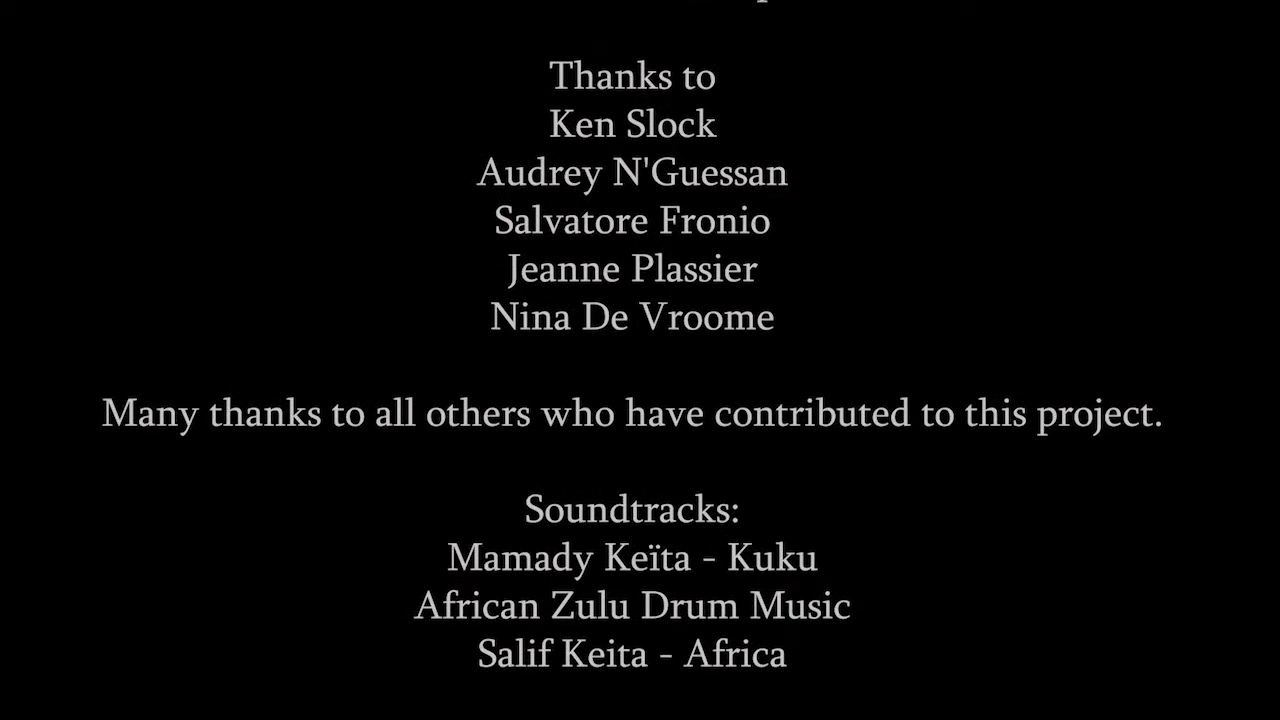 Thanks to
Ken Slock
Audrey N'Guessan
Salvatore Fronio
Jeanne Plassier
Nina De Vroome
Many thanks to all others who have contributed to this project.
Soundtracks:
Mamady Keïta - Kuku
African Zulu Drum Music
Salif Keita - Africa